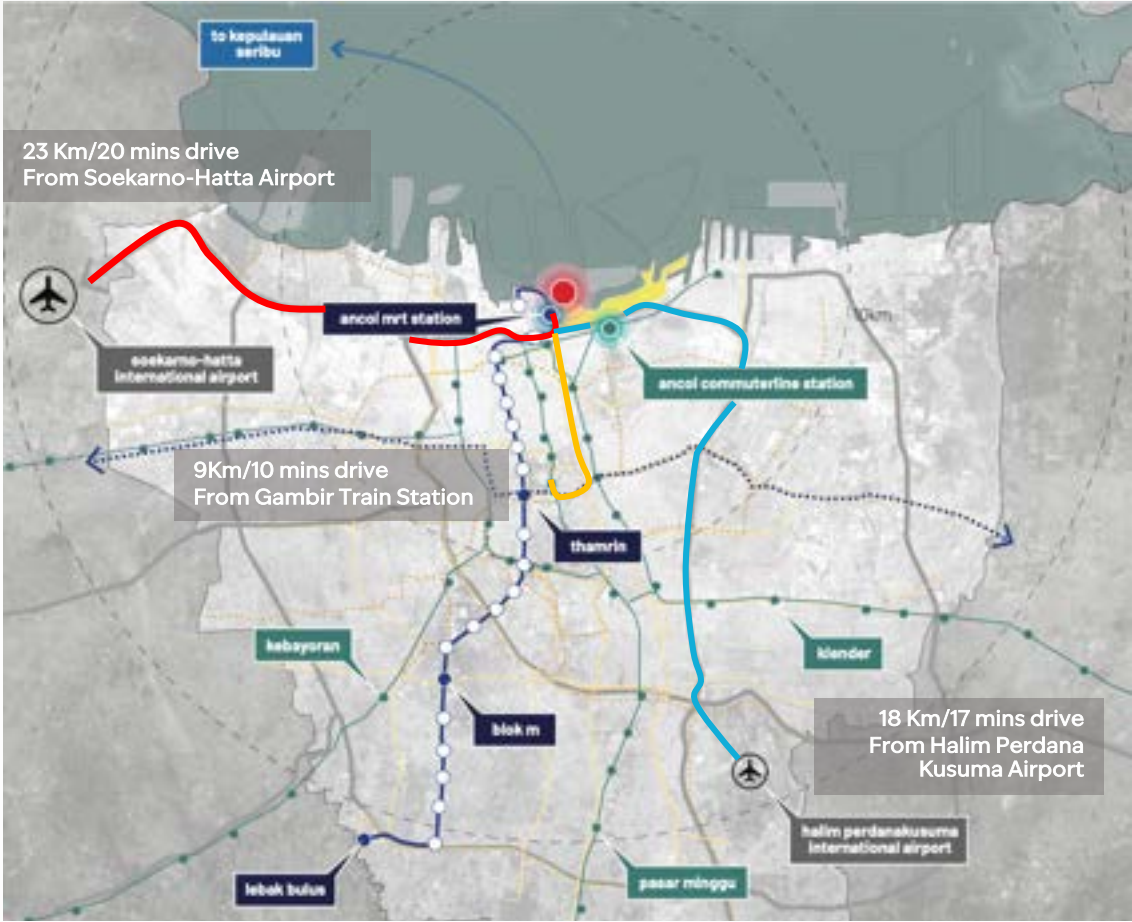 to kepulauan
seribu
23 Km/20 mins drive
From Soekarno-Hatta Airport
ancol mrt station
10km
soekarno-hatta
international airport
ancol commuterline station
9Km/10 mins drive
From Gambir Train Station
thamrin
kebayoran
klender
blok m
18 Km/17 mins drive
From Halim Perdana
Kusuma Airport
halim perdanakusuma
international airport
lebak bulus
pasar minggu